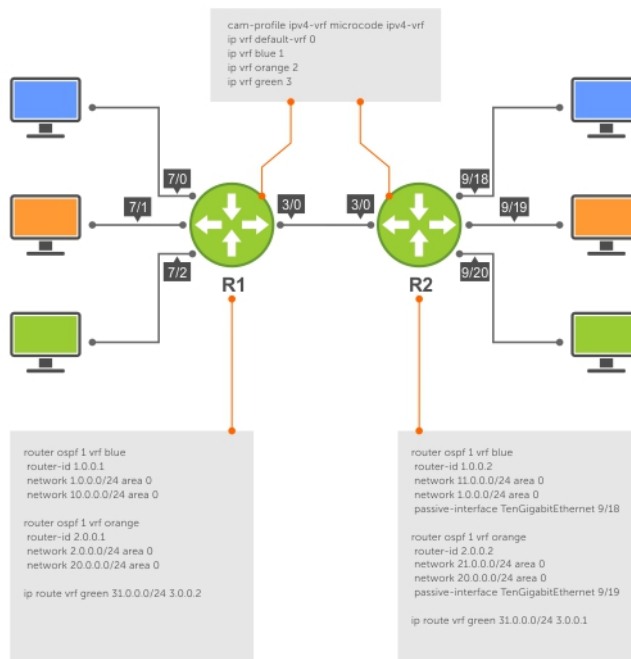 cam-profile ipv4-vrf microcode ipv4-vrf
ip vrf default-vrf 0
ip vrf blue 1
ip vrf orange 2
ip vrf green 3
7/0
9/18
7/1
3/0
3/0
9/19
7/2
9/20
R1
R2
router ospf 1 vrf blue
router-id 1.0.0.1
network 1.0.0.0/24 area 0
network 10.0.0.0/24 area 0
router ospf 1 vrf orange
router-id 2.0.0.1
network 2.0.0.0/24 area 0
network 20.0.0.0/24 area 0
ip route vrf green 31.0.0.0/24 3.0.0.2
router ospf 1 vrf blue
router-id 1.0.0.2
network 11.0.0.0/24 area 0
network 1.0.0.0/24 area 0
passive-interface TenGigabitEthernet 9/18
router ospf 1 vrf orange
router-id 2.0.0.2
network 21.0.0.0/24 area 0
network 20.0.0.0/24 area 0
passive-interface TenGigabitEthernet 9/19
ip route vrf green 31.0.0.0/24 3.0.0.1